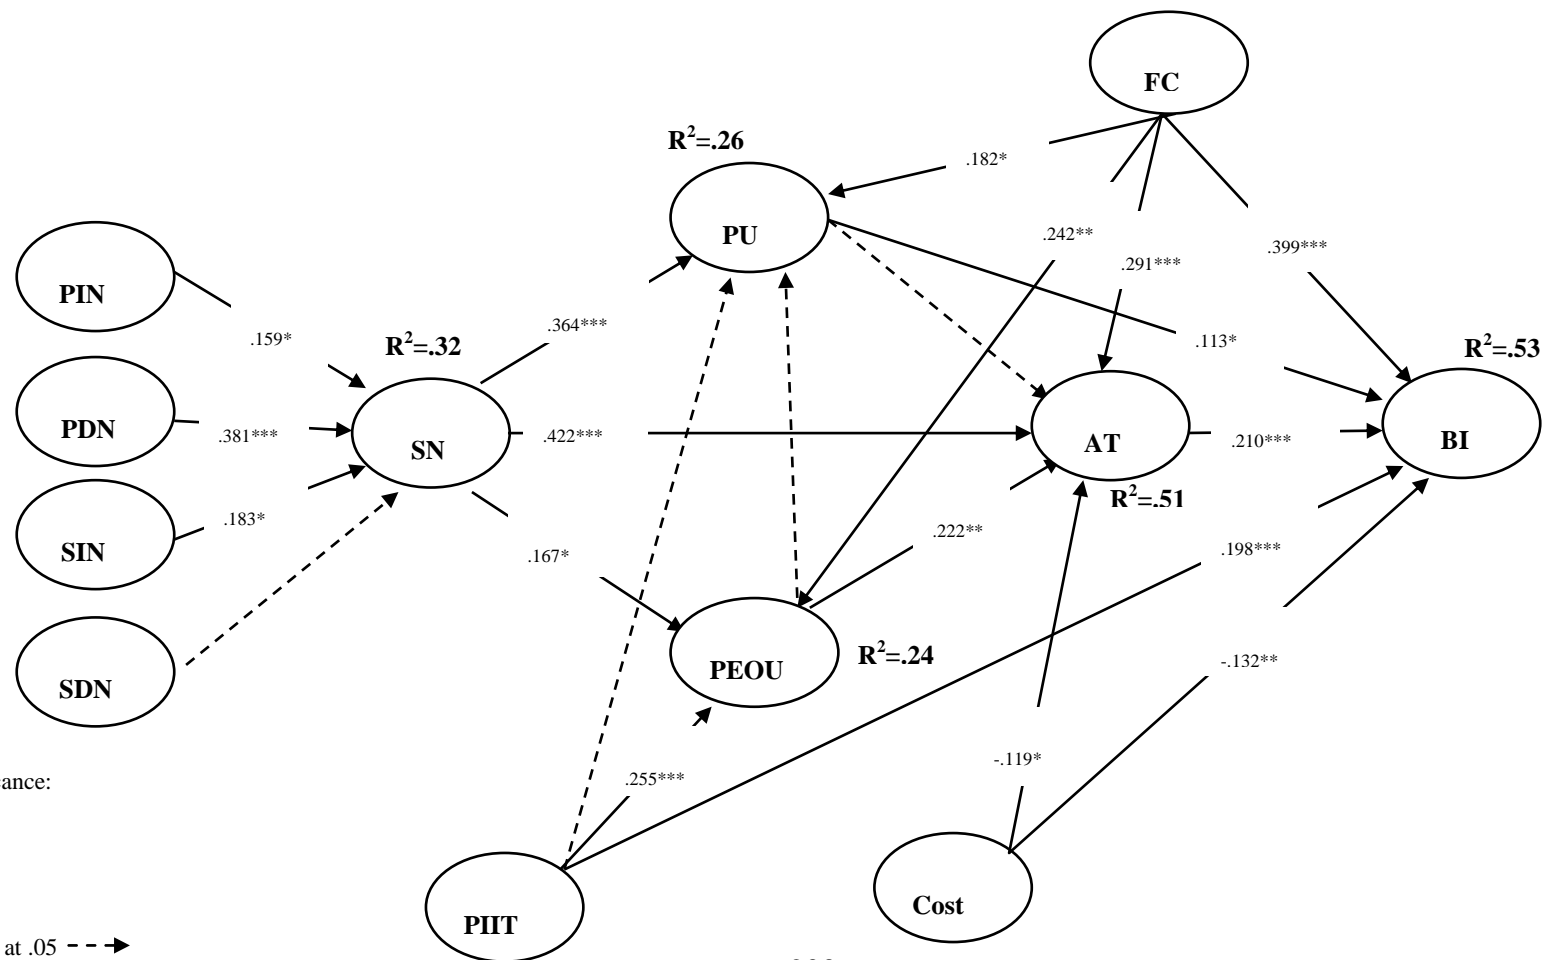 FC
R²=.26
.182*
PU
.242**
.291***
.399***
PIN
.159*
R²=.32
.364***
.113*
R²=.53
PDN
.381***
SN
.422***
AT
.210***
BI
R²=.51
SIN
.183*
.167*
.222**
.198***
SDN
PEOU
R²=.24
-.132**
cance:
.255***
-.119*
PIIT
Cost
at .05